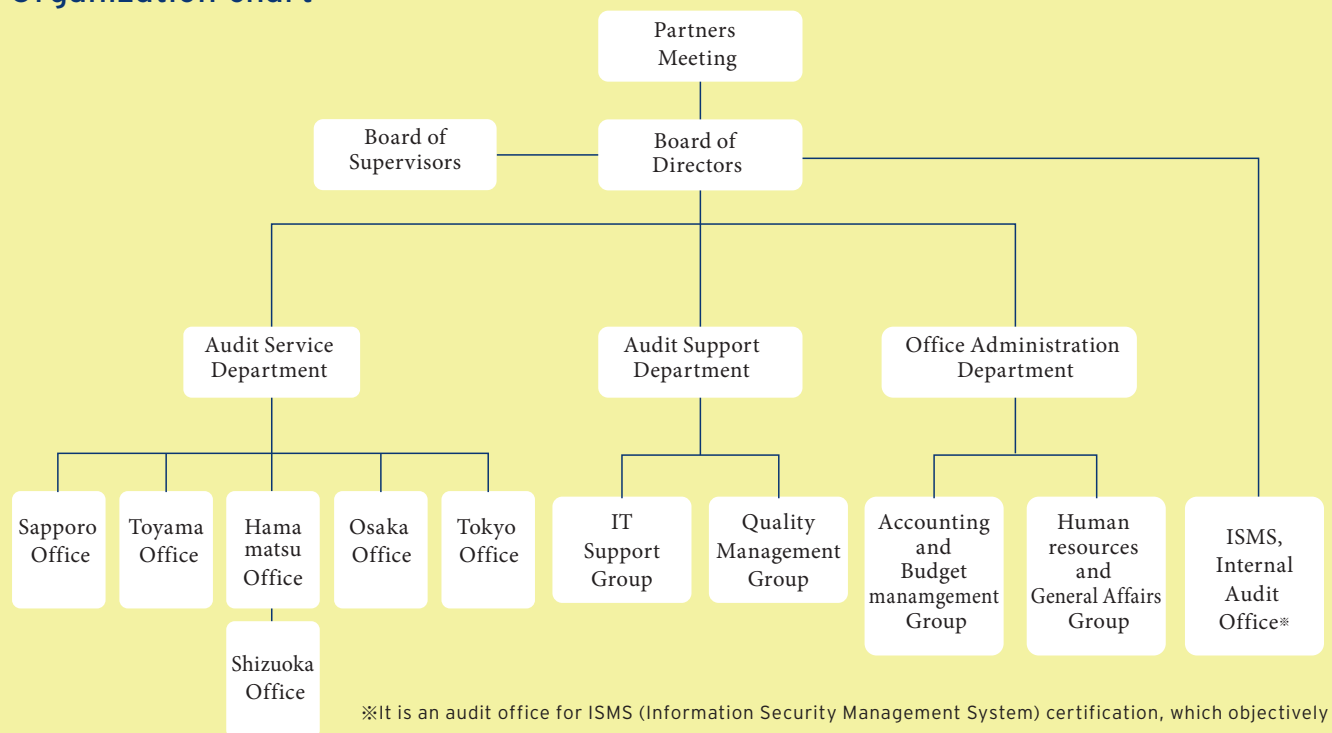 Organization chart
Partners
Meeting
Board of
Supervisors
Board of
Directors
Audit Service
Department
Audit Support
Department
Office Administration
Department
Sapporo
Office
Toyama
Office
Hama
matsu
Office
Osaka
Office
Tokyo
Office
IT
Support
Group
Quality
Management
Group
Accounting
and
Budget
manamgement
Group
Human
resources
and
General Affairs
Group
ISMS,
Internal
Audit
Office※
Shizuoka
Office
※It is an audit office for ISMS (Information Security Management System) certification, which objectively